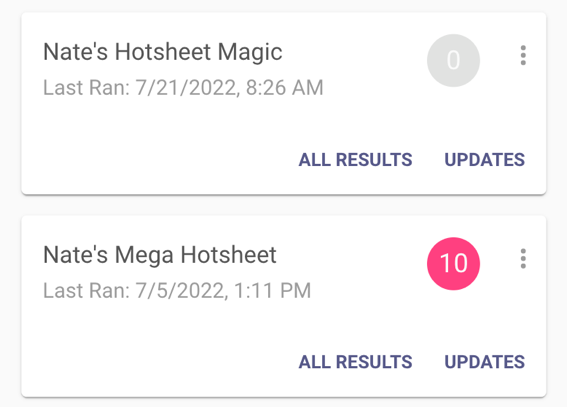 Nate's Hotsheet Magic
0
Last Ran: 7/21/2022, 8:26 AM
ALL RESULTS UPDATES
Nate's Mega Hotsheet
10
Last Ran: 7/5/2022, 1:11 PM
ALL RESULTS UPDATES